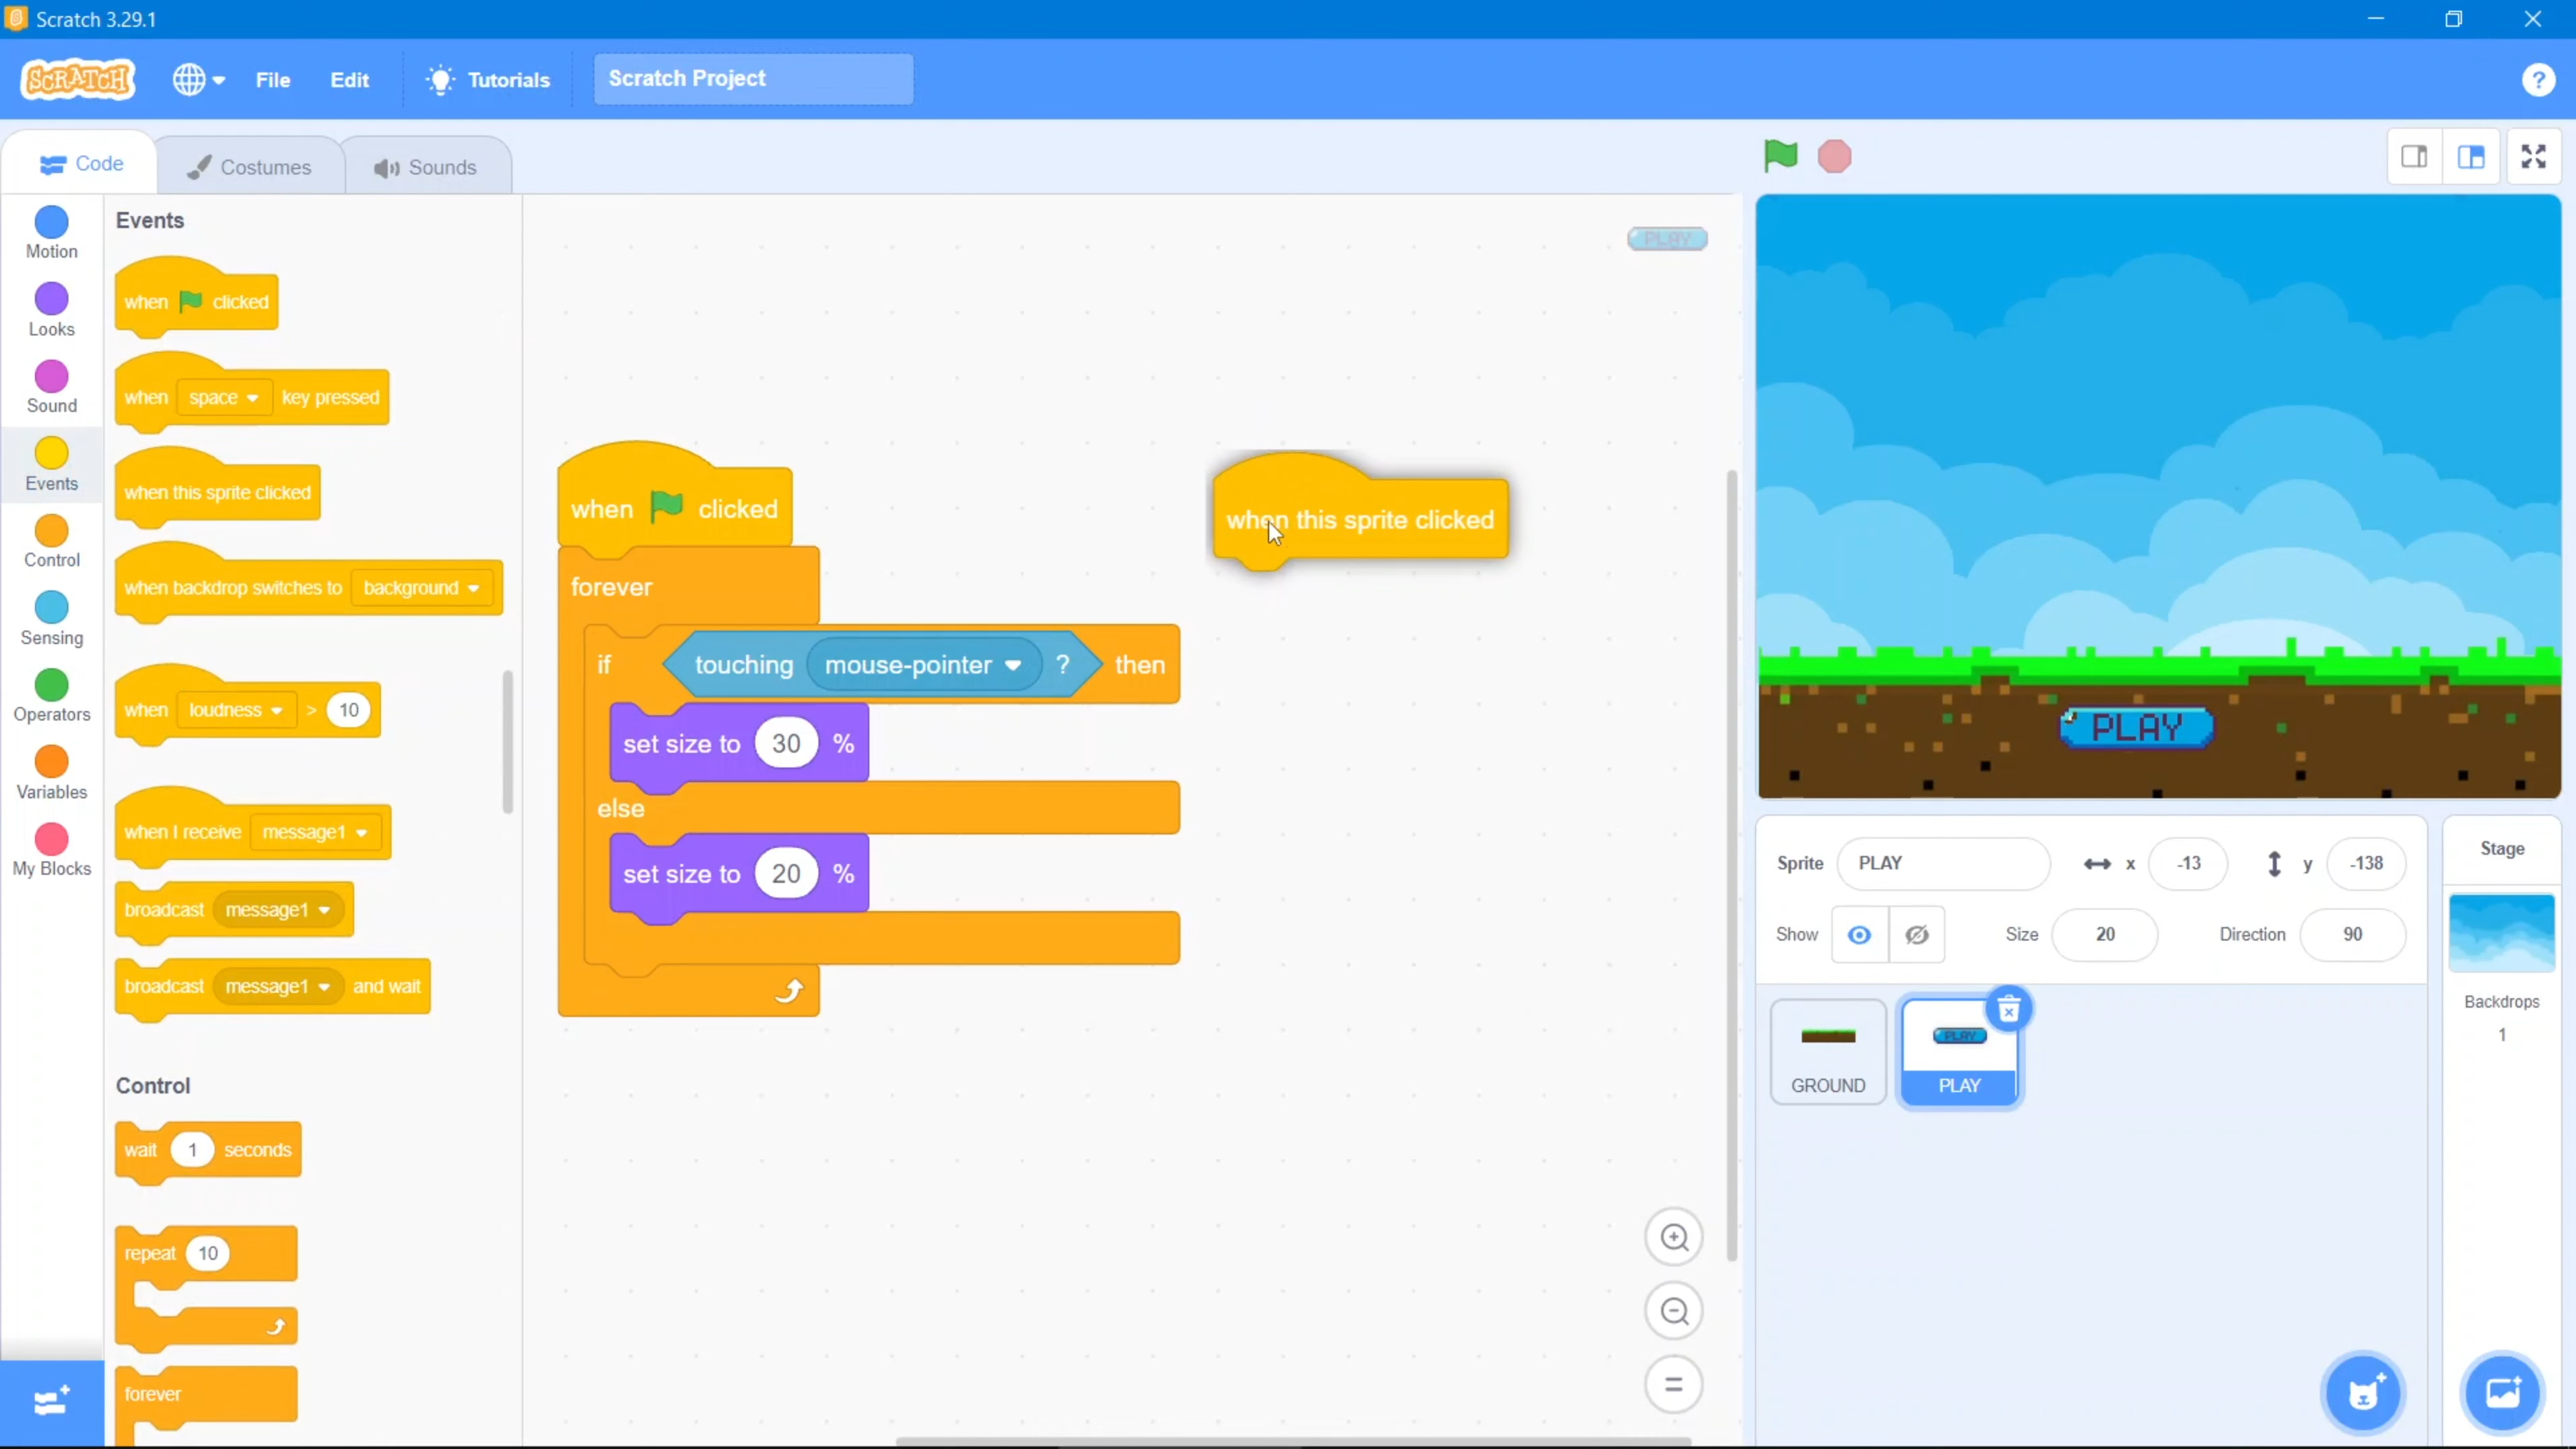 Scratch 3.29.1
SCRATCH File Edit Tutorials Scratch Project ?
Code Costumes Sounds
Motion
Looks
Sound
Events
Control
Sensing
Operators
Variables
My Blocks
Events
when clicked
when space key pressed
when this sprite clicked
when backdrop switches to background
when loudness > 10
when I receive message1
broadcast message1
broadcast message1 and wait
Control
wait 1 seconds
repeat 10
forever
when clicked
forever
if touching mouse-pointer ? then
set size to 30 %
else
set size to 20 %
when this sprite clicked
PLAY
PLAY
Sprite PLAY x -13 y -138
Show Size 20 Direction 90
GROUND
PLAY
PLAY
Stage
Backdrops
1